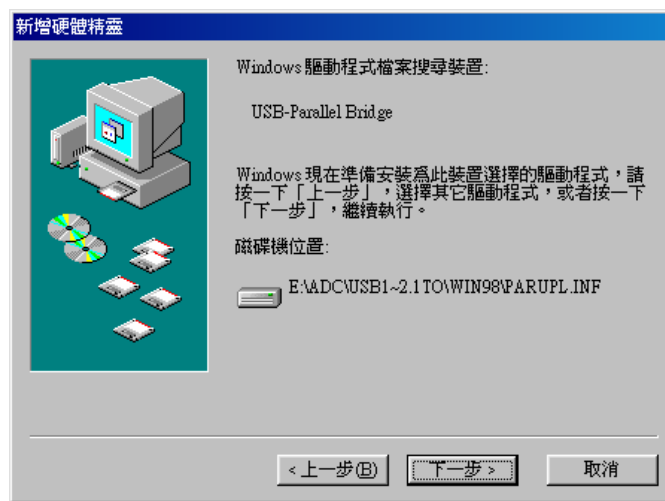 新增硬體精靈
Windows 驅動程式檔案搜尋裝置:
USB-Parallel Bridge
Windows 現在準備安裝為此裝置選擇的驅動程式，請
按一下「上一步」，選擇其它驅動程式，或者按一下
「下一步」，繼續執行。
磁碟機位置:
E:\ADC\USB1~2.1TO\WIN98\PARUPL.INF
<上一步(B)
下一步 >
取消